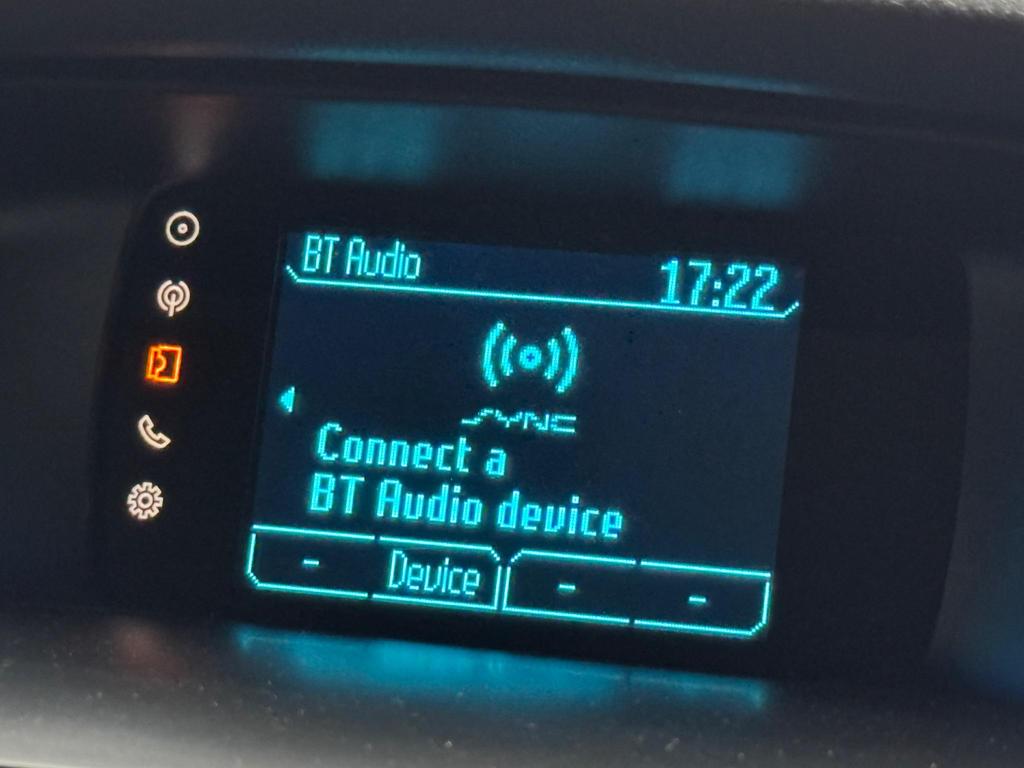 BT Audio 17:22
SYNC
Connect a
BT Audio device
- Device - -